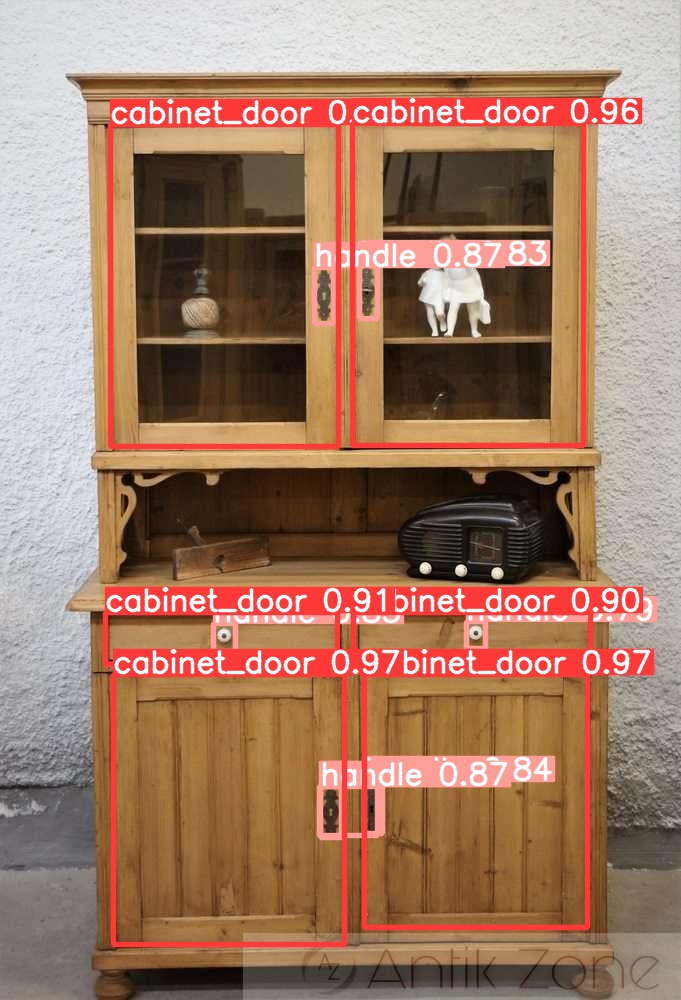 cabinet_door 0.
cabinet_door 0.96
handle 0.87
83
cabinet_door 0.91
binet_door 0.90
cabinet_door 0.97
binet_door 0.97
handle 0.87
84
AZ Antik Zone